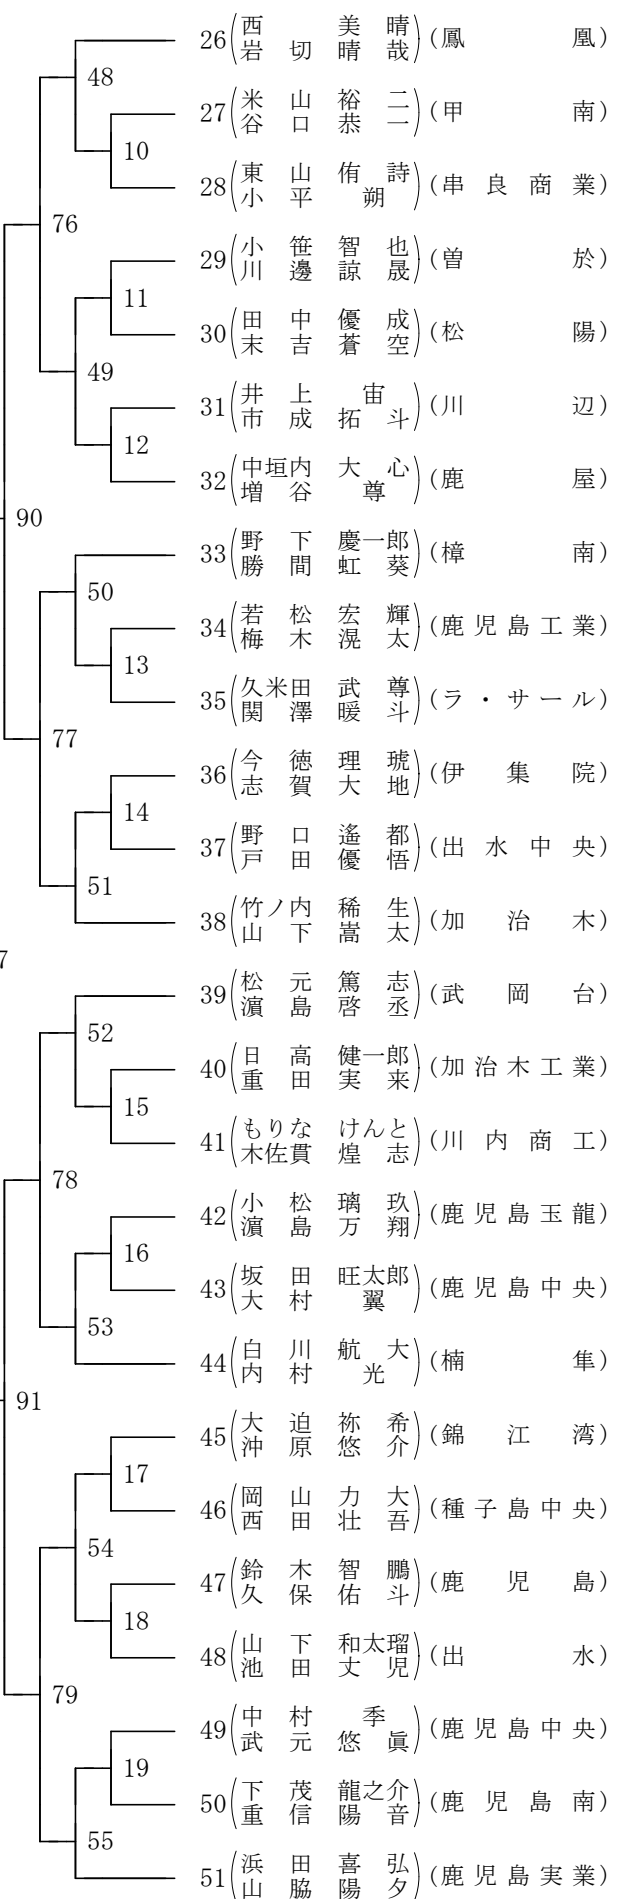 26 (西 美 晴 岩 切 晴 哉) (鳳 凰)
48
27 (米 山 裕 二 谷 口 恭 一) (甲 南)
10
28 (東 山 侑 詩 小 平 朔) (串 良 商 業)
76
29 (小 笹 智 也 川 邊 諒 晟) (曽 於)
11
30 (田 中 優 成 末 吉 蒼 空) (松 陽)
49
31 (井 上 宙 市 成 拓 斗) (川 辺)
12
32 (中垣内 大 心 増 谷 尊) (鹿 屋)
90
33 (野 下 慶一郎 勝 間 虹 葵) (樟 南)
50
34 (若 松 宏 輝 梅 木 滉 太) (鹿 児 島 工 業)
13
35 (久米田 武 尊 関 澤 暖 斗) (ラ ・ サ ー ル)
77
36 (今 徳 理 琥 志 賀 大 地) (伊 集 院)
14
37 (野 口 遙 都 戸 田 優 悟) (出 水 中 央)
51
38 (竹ノ内 稀 生 山 下 嵩 太) (加 治 木)
7
39 (松 元 篤 志 濵 島 啓 丞) (武 岡 台)
52
40 (日 高 健一郎 重 田 実 来) (加 治 木 工 業)
15
41 (もりな けんと 木佐貫 煌 志) (川 内 商 工)
78
42 (小 松 璃 玖 濵 島 万 翔) (鹿 児 島 玉 龍)
16
43 (坂 田 旺太郎 大 村 翼) (鹿 児 島 中 央)
53
44 (白 川 航 大 内 村 光) (楠 隼)
91
45 (大 迫 祢 希 沖 原 悠 介) (錦 江 湾)
17
46 (岡 山 力 大 西 田 壮 吾) (種 子 島 中 央)
54
47 (鈴 木 智 鵬 久 保 佑 斗) (鹿 児 島)
18
48 (山 下 和太瑠 池 田 丈 児) (出 水)
79
49 (中 村 季 武 元 悠 眞) (鹿 児 島 中 央)
19
50 (下 茂 龍之介 重 信 陽 音) (鹿 児 島 南)
55
51 (浜 田 喜 弘 山 脇 陽 夕) (鹿 児 島 実 業)